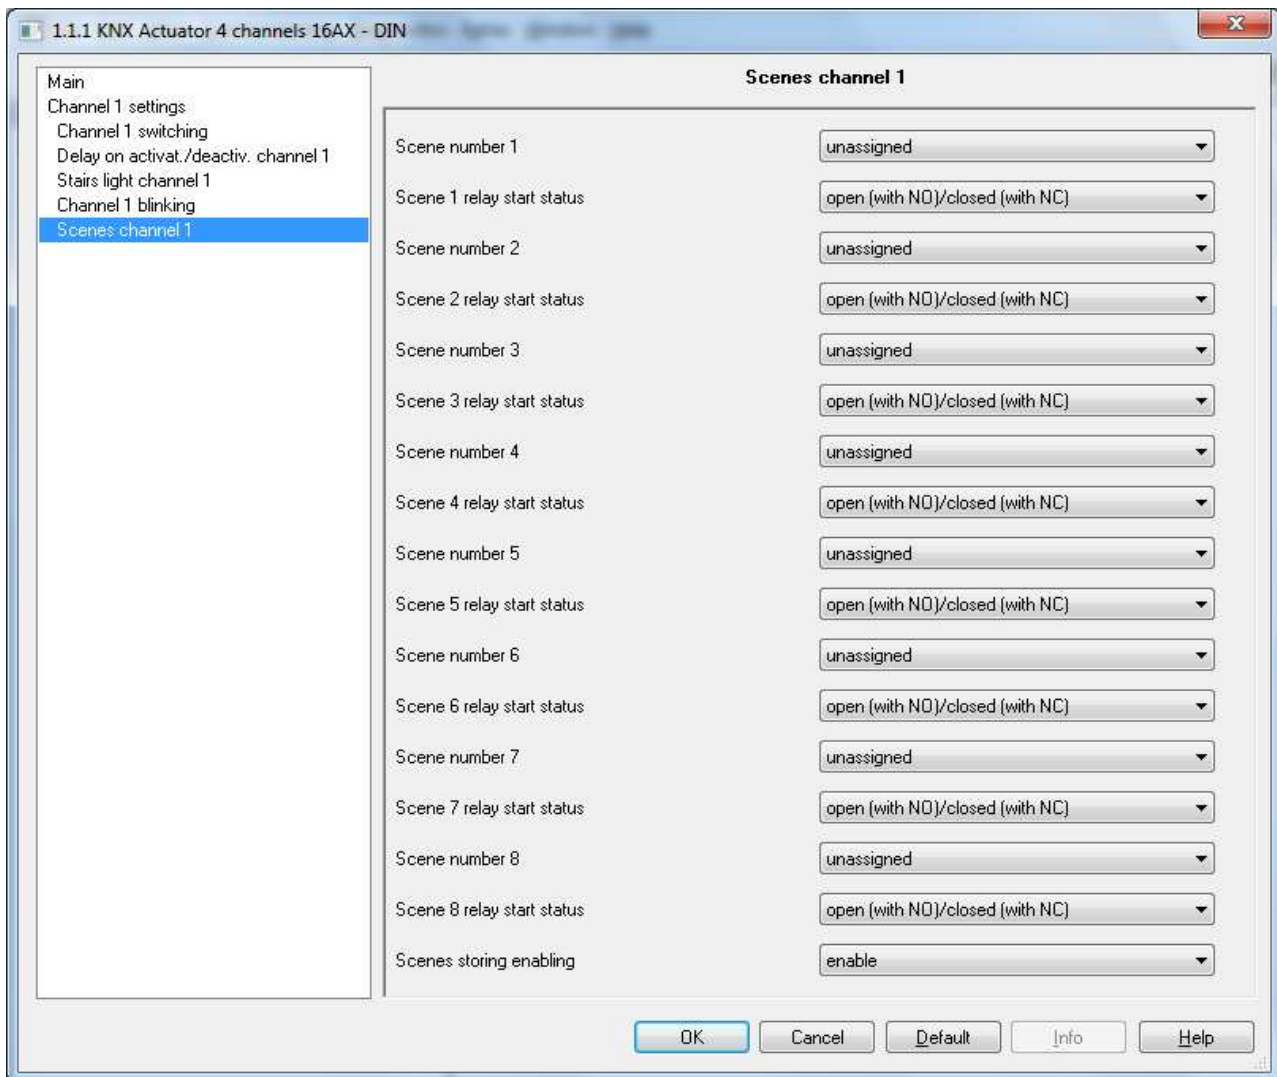 1.1.1 KNX Actuator 4 channels 16AX - DIN
Main
Channel 1 settings
Channel 1 switching
Delay on activat./deactiv. channel 1
Stairs light channel 1
Channel 1 blinking
Scenes channel 1
Scenes channel 1
Scene number 1 unassigned
Scene 1 relay start status open (with NO)/closed (with NC)
Scene number 2 unassigned
Scene 2 relay start status open (with NO)/closed (with NC)
Scene number 3 unassigned
Scene 3 relay start status open (with NO)/closed (with NC)
Scene number 4 unassigned
Scene 4 relay start status open (with NO)/closed (with NC)
Scene number 5 unassigned
Scene 5 relay start status open (with NO)/closed (with NC)
Scene number 6 unassigned
Scene 6 relay start status open (with NO)/closed (with NC)
Scene number 7 unassigned
Scene 7 relay start status open (with NO)/closed (with NC)
Scene number 8 unassigned
Scene 8 relay start status open (with NO)/closed (with NC)
Scenes storing enabling enable
OK Cancel Default Info Help